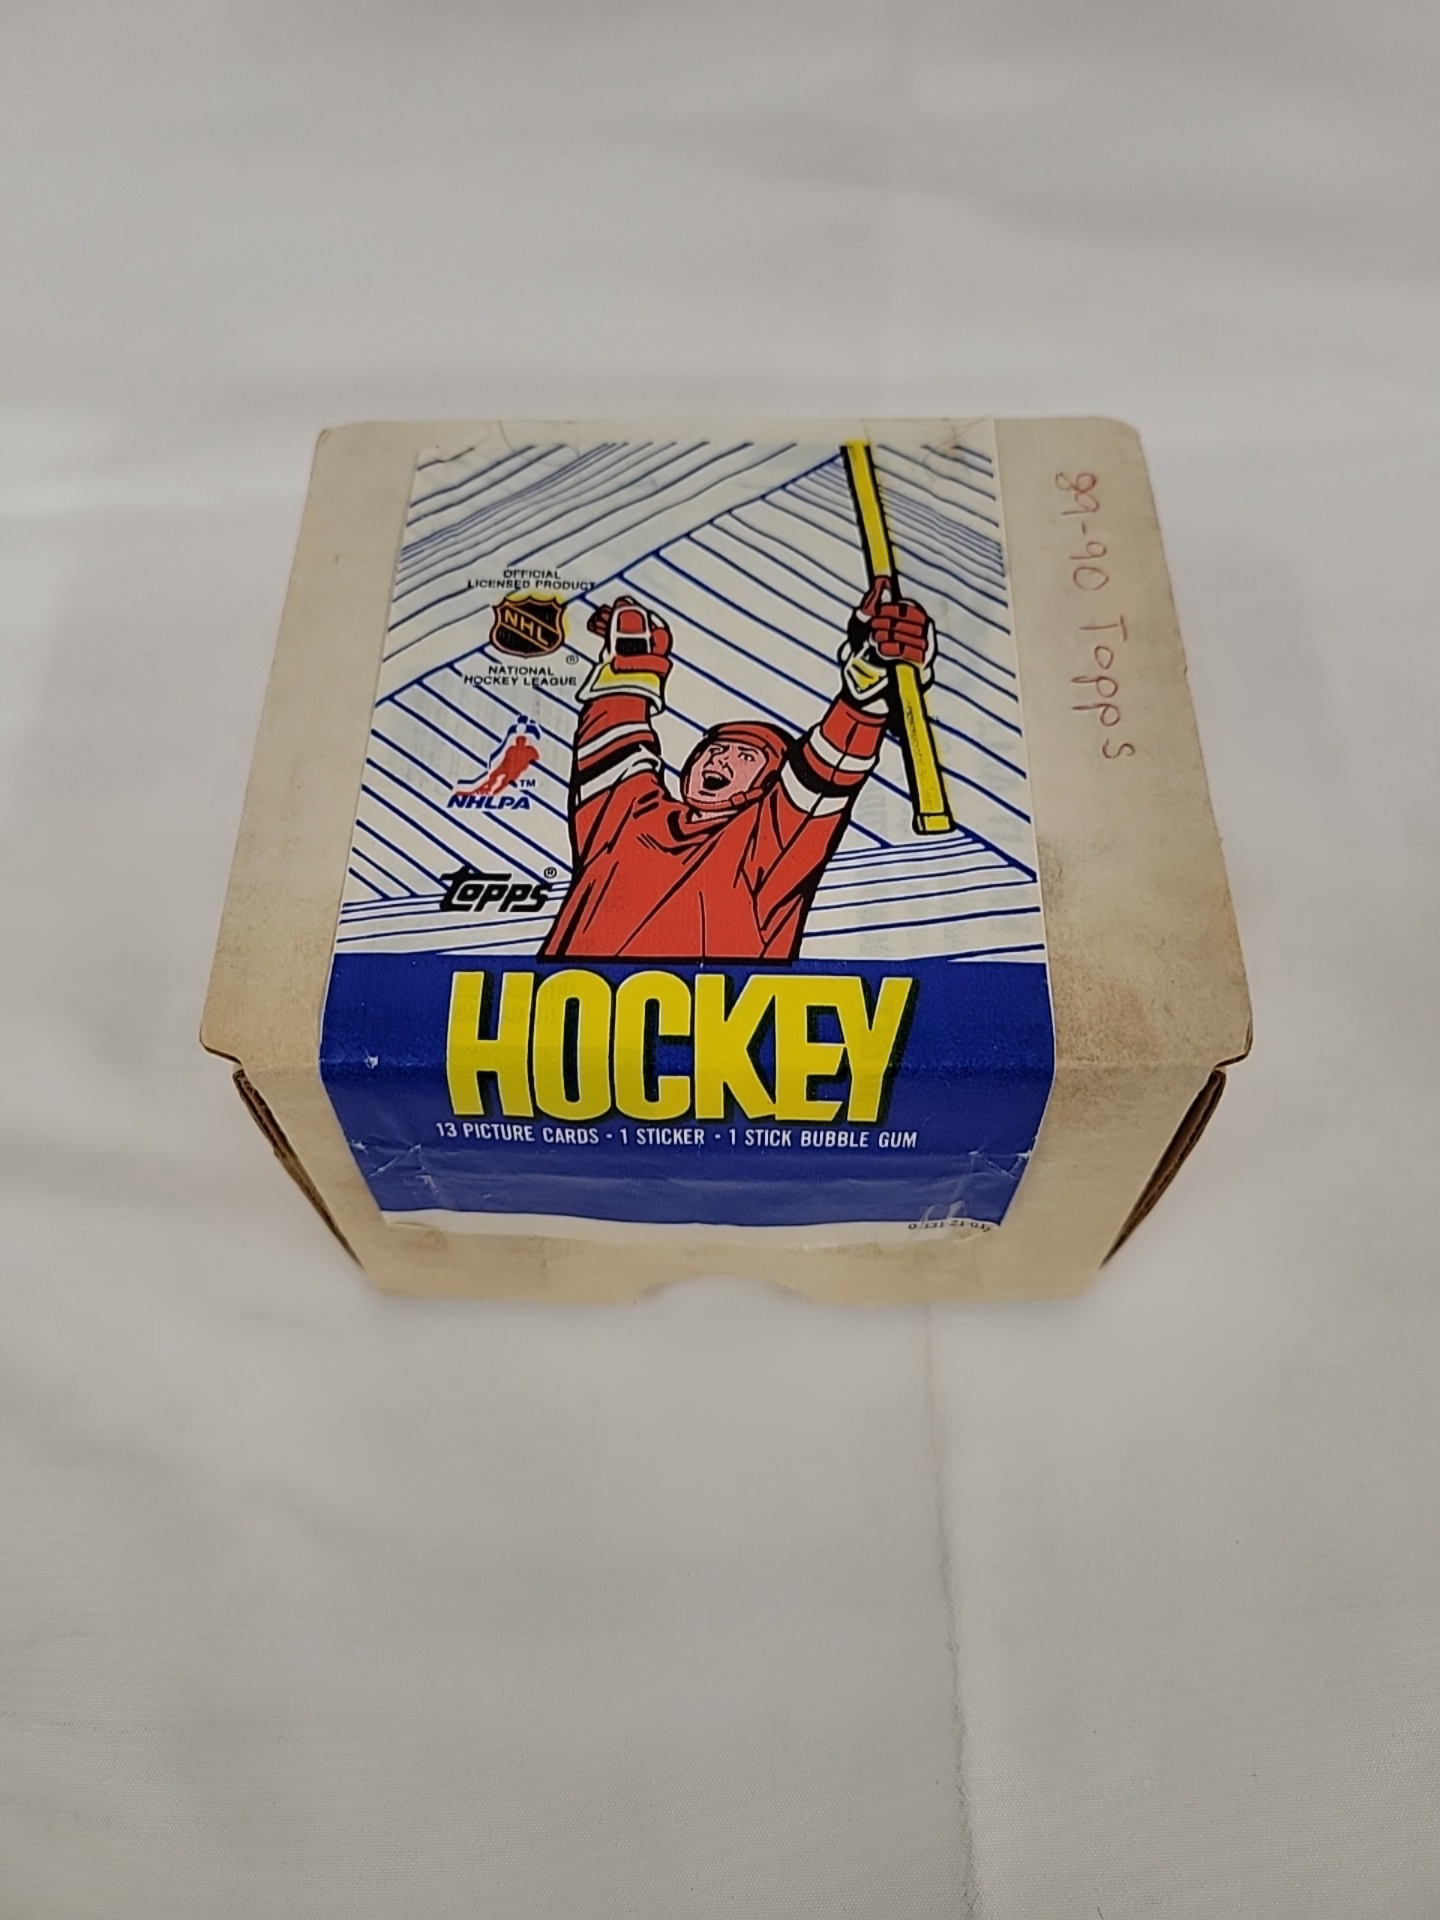 OFFICIAL
LICENSED PRODUCT
NHL
®
NATIONAL
HOCKEY LEAGUE
TM
NHLPA
topps®
HOCKEY
13 PICTURE CARDS - 1 STICKER - 1 STICK BUBBLE GUM
89-90 Topps